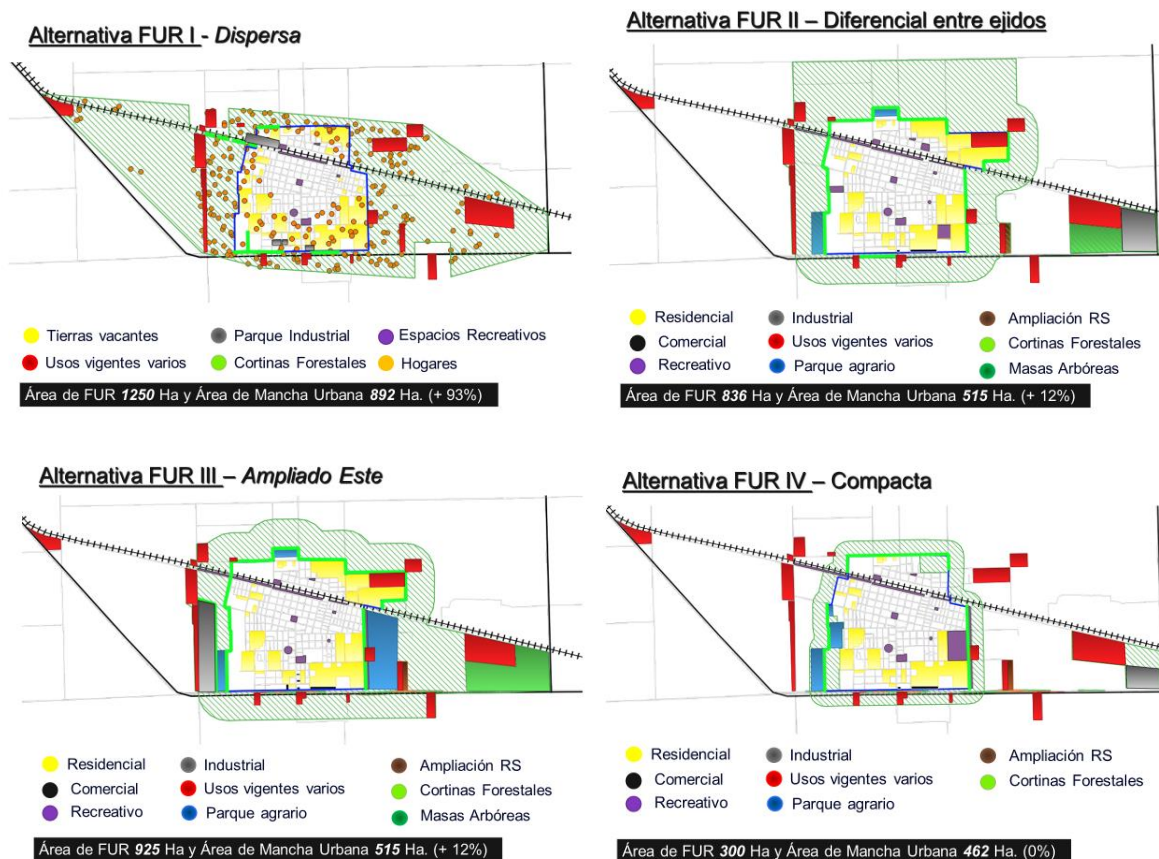 Alternativa FUR I - Dispersa
Tierras vacantes
Parque Industrial
Espacios Recreativos
Usos vigentes varios
Cortinas Forestales
Hogares
Área de FUR 1250 Ha y Área de Mancha Urbana 892 Ha. (+ 93%)
Alternativa FUR II – Diferencial entre ejidos
Residencial
Industrial
Ampliación RS
Comercial
Usos vigentes varios
Cortinas Forestales
Recreativo
Parque agrario
Masas Arbóreas
Área de FUR 836 Ha y Área de Mancha Urbana 515 Ha. (+ 12%)
Alternativa FUR III – Ampliado Este
Residencial
Industrial
Ampliación RS
Comercial
Usos vigentes varios
Cortinas Forestales
Recreativo
Parque agrario
Masas Arbóreas
Área de FUR 925 Ha y Área de Mancha Urbana 515 Ha. (+ 12%)
Alternativa FUR IV – Compacta
Residencial
Industrial
Ampliación RS
Comercial
Usos vigentes varios
Cortinas Forestales
Recreativo
Parque agrario
Área de FUR 300 Ha y Área de Mancha Urbana 462 Ha. (0%)